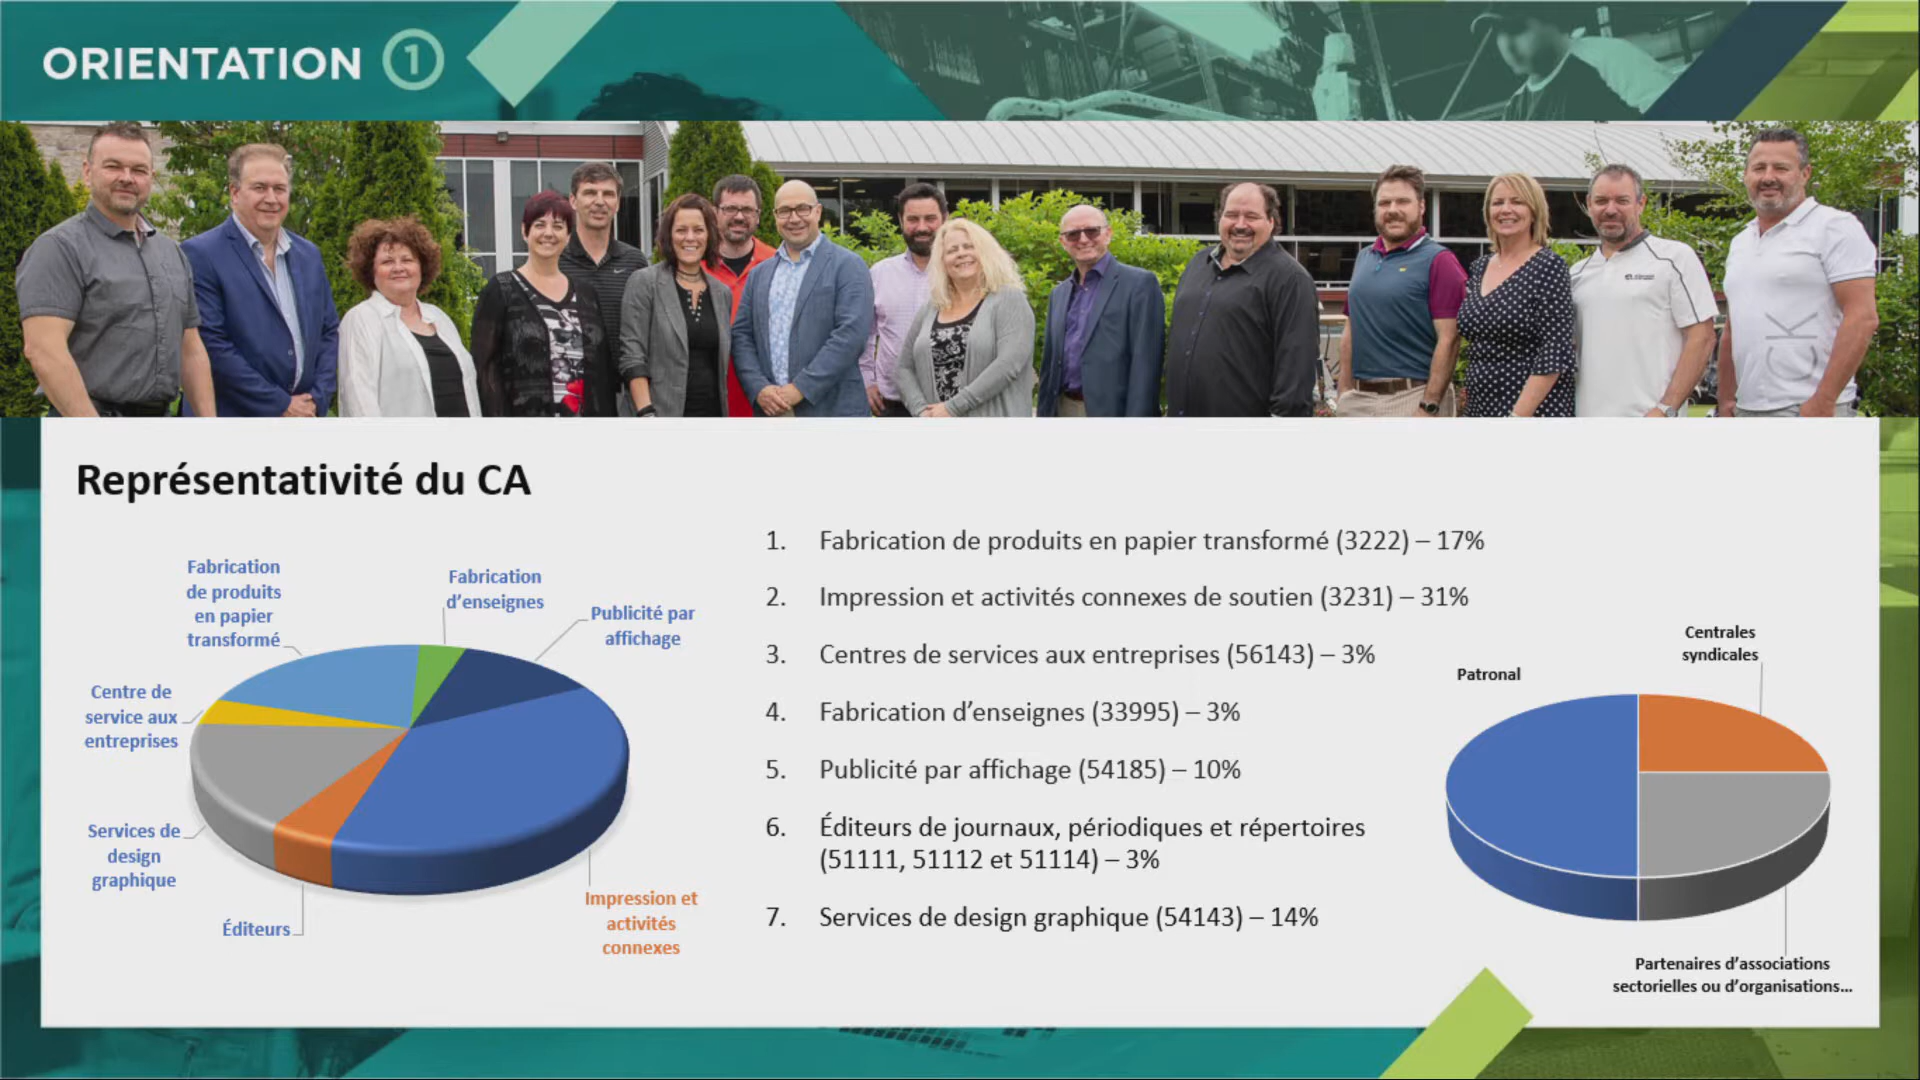 ORIENTATION 1
Représentativité du CA
Fabrication
de produits
en papier
transformé
Fabrication
d'enseignes
Publicité par
affichage
Centre de
service aux
entreprises
Services de
design
graphique
Éditeurs
Impression et
activités
connexes
1. Fabrication de produits en papier transformé (3222) – 17%
2. Impression et activités connexes de soutien (3231) – 31%
3. Centres de services aux entreprises (56143) – 3%
4. Fabrication d'enseignes (33995) – 3%
5. Publicité par affichage (54185) – 10%
6. Éditeurs de journaux, périodiques et répertoires
(51111, 51112 et 51114) – 3%
7. Services de design graphique (54143) – 14%
Patronal
Centrales
syndicales
Partenaires d'associations
sectorielles ou d'organisations...